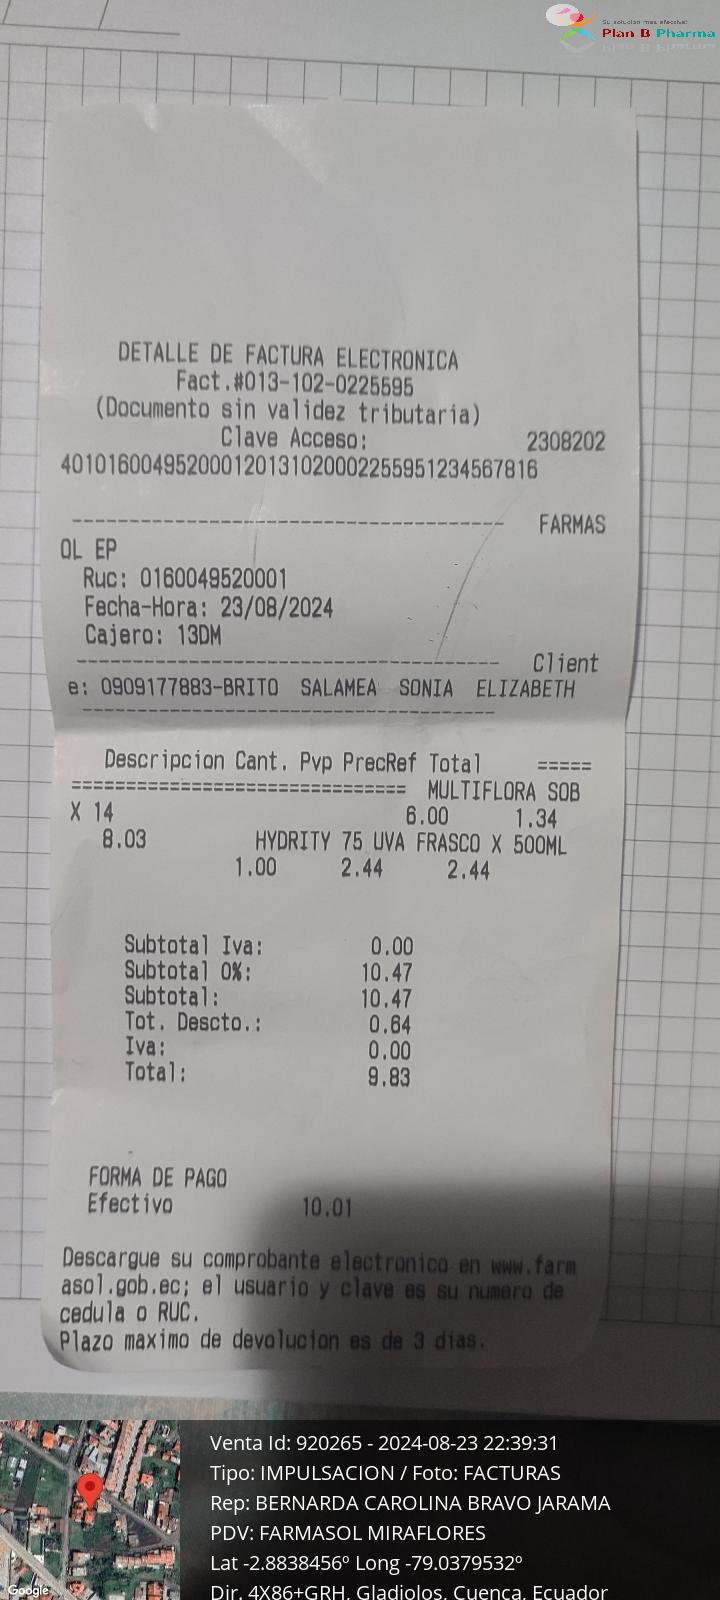 Su solución más efectiva!
Plan B Pharma
DETALLE DE FACTURA ELECTRONICA
Fact.#013-102-0225595
(Documento sin validez tributaria)
Clave Acceso: 2308202
401016004952000120131020002255951234567816
------------------------------------ FARMAS
OL EP
Ruc: 0160049520001
Fecha-Hora: 23/08/2024
Cajero: 13DM
------------------------------------ Client
e: 0909177883-BRITO SALAMEA SONIA ELIZABETH
------------------------------------
Descripcion Cant. Pvp PrecRef Total =====
=============================== MULTIFLORA SOB
X 14 6.00 1.34
8.03 HYDRITY 75 UVA FRASCO X 500ML
1.00 2.44 2.44
Subtotal Iva: 0.00
Subtotal 0%: 10.47
Subtotal: 10.47
Tot. Descto.: 0.64
Iva: 0.00
Total: 9.83
FORMA DE PAGO
Efectivo 10.01
Descargue su comprobante electronico en www.farm
asol.gob.ec; el usuario y clave es su numero de
cedula o RUC.
Plazo maximo de devolucion es de 3 dias.
Venta Id: 920265 - 2024-08-23 22:39:31
Tipo: IMPULSACION / Foto: FACTURAS
Rep: BERNARDA CAROLINA BRAVO JARAMA
PDV: FARMASOL MIRAFLORES
Lat -2.8838456º Long -79.0379532º
Dir. 4X86+GRH, Gladiolos, Cuenca, Ecuador
Google